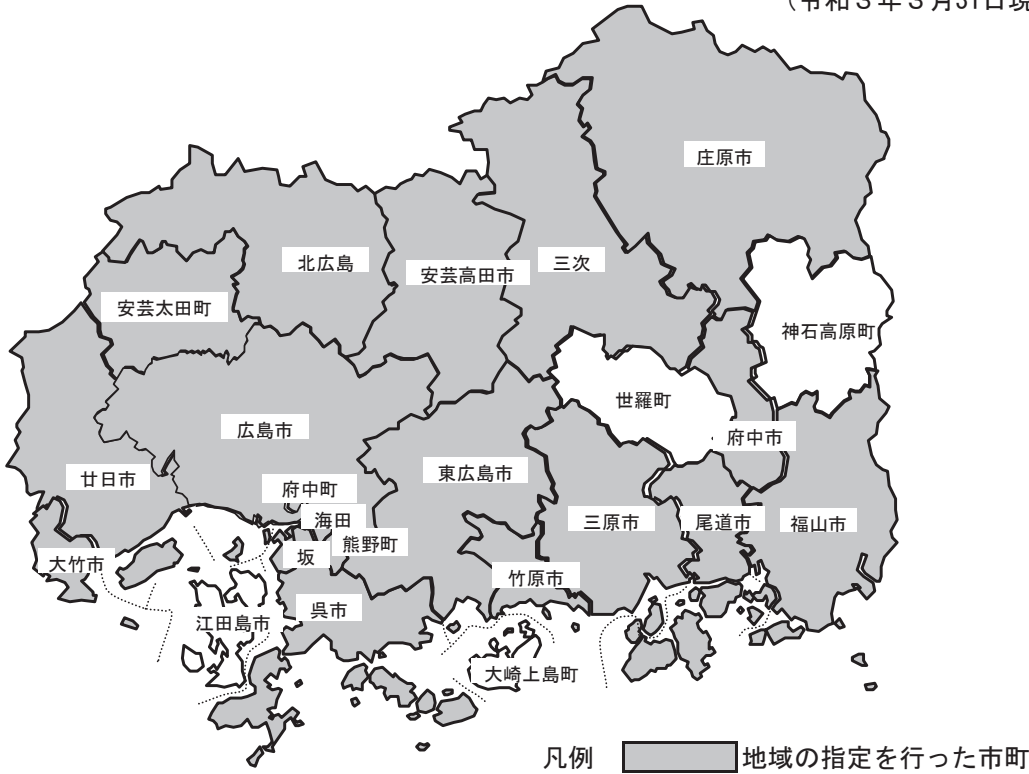 （令和３年３月31日現
庄原市
北広島
安芸高田市
三次
安芸太田町
神石高原町
世羅町
広島市
府中市
廿日市
東広島市
府中町
海田
三原市
尾道市
福山市
熊野町
坂
大竹市
竹原市
呉市
江田島市
大崎上島町
凡例
地域の指定を行った市町